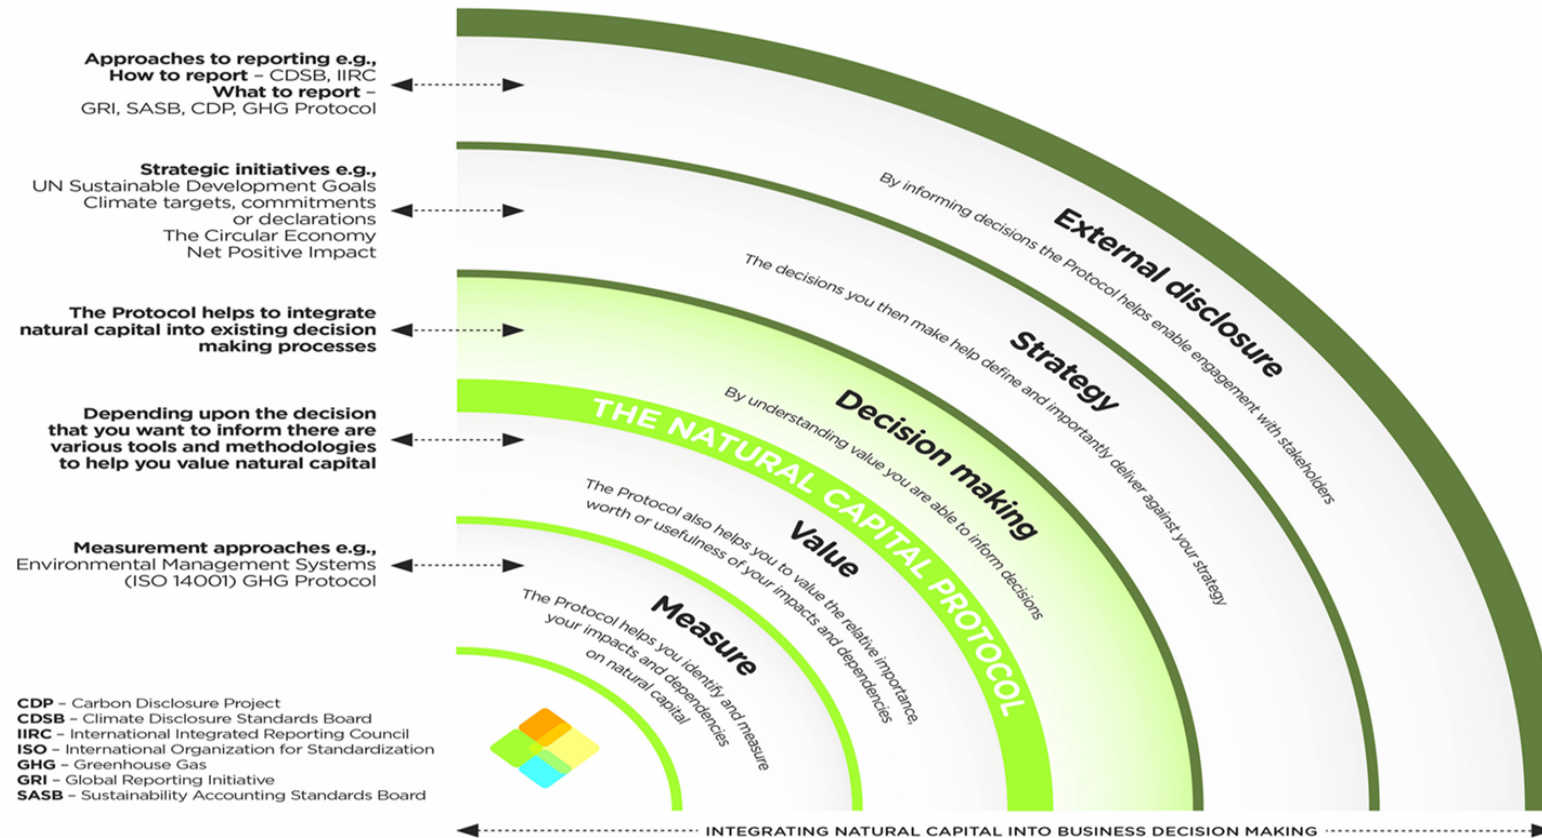 Approaches to reporting e.g.,
How to report – CDSB, IIRC
What to report –
GRI, SASB, CDP, GHG Protocol
Strategic initiatives e.g.,
UN Sustainable Development Goals
Climate targets, commitments
or declarations
The Circular Economy
Net Positive Impact
The Protocol helps to integrate
natural capital into existing decision
making processes
Depending upon the decision
that you want to inform there are
various tools and methodologies
to help you value natural capital
Measurement approaches e.g.,
Environmental Management Systems
(ISO 14001) GHG Protocol
CDP – Carbon Disclosure Project
CDSB – Climate Disclosure Standards Board
IIRC – International Integrated Reporting Council
ISO – International Organization for Standardization
GHG – Greenhouse Gas
GRI – Global Reporting Initiative
SASB – Sustainability Accounting Standards Board
External disclosure
By informing decisions the Protocol helps enable engagement with stakeholders
Strategy
The decisions you then make help define and importantly deliver against your strategy
Decision making
By understanding value you are able to inform decisions
THE NATURAL CAPITAL PROTOCOL
Value
The Protocol also helps you to value the relative importance,
worth or usefulness of your impacts and dependencies
Measure
The Protocol helps you identify and measure
your impacts and dependencies
on natural capital
INTEGRATING NATURAL CAPITAL INTO BUSINESS DECISION MAKING